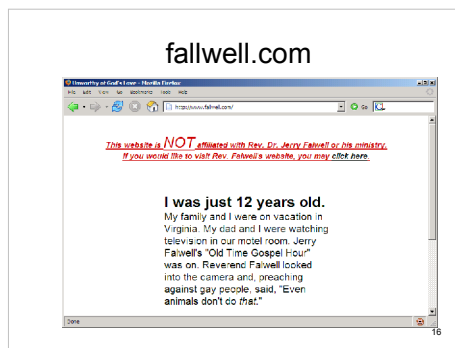 fallwell.com
Unworthy of God's Love - Mozilla Firefox
File Edit View Go Bookmarks Tools Help
http://www.fallwell.com/ Go
This website is NOT affiliated with Rev. Dr. Jerry Falwell or his ministry.
If you would like to visit Rev. Falwell's website, you may click here.
I was just 12 years old.
My family and I were on vacation in
Virginia. My dad and I were watching
television in our motel room. Jerry
Falwell's "Old Time Gospel Hour"
was on. Reverend Falwell looked
into the camera and, preaching
against gay people, said, "Even
animals don't do that."
Done
16